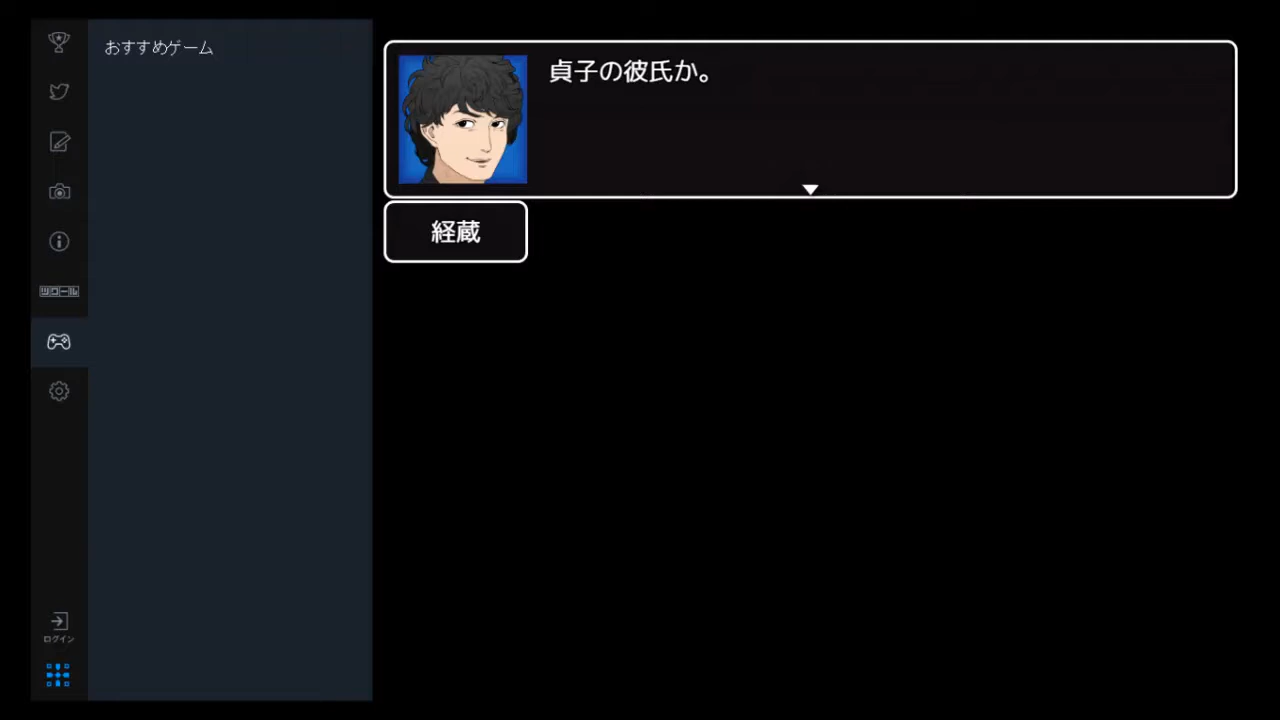 おすすめゲーム
貞子の彼氏か。
経蔵
ツクール
ログイン